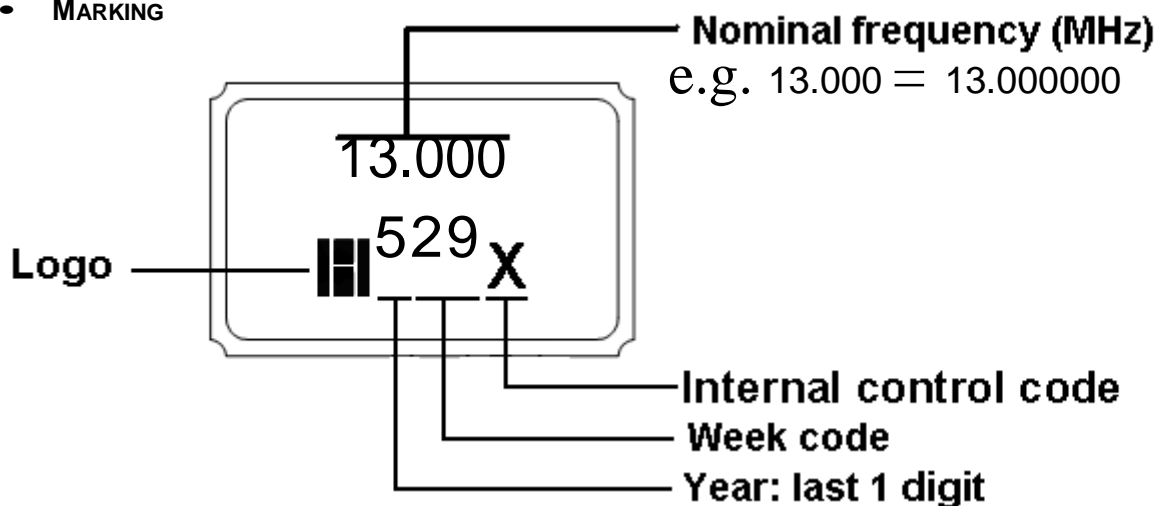 • MARKING
Nominal frequency (MHz)
e.g. 13.000 = 13.000000
13.000
529 X
Logo
Internal control code
Week code
Year: last 1 digit